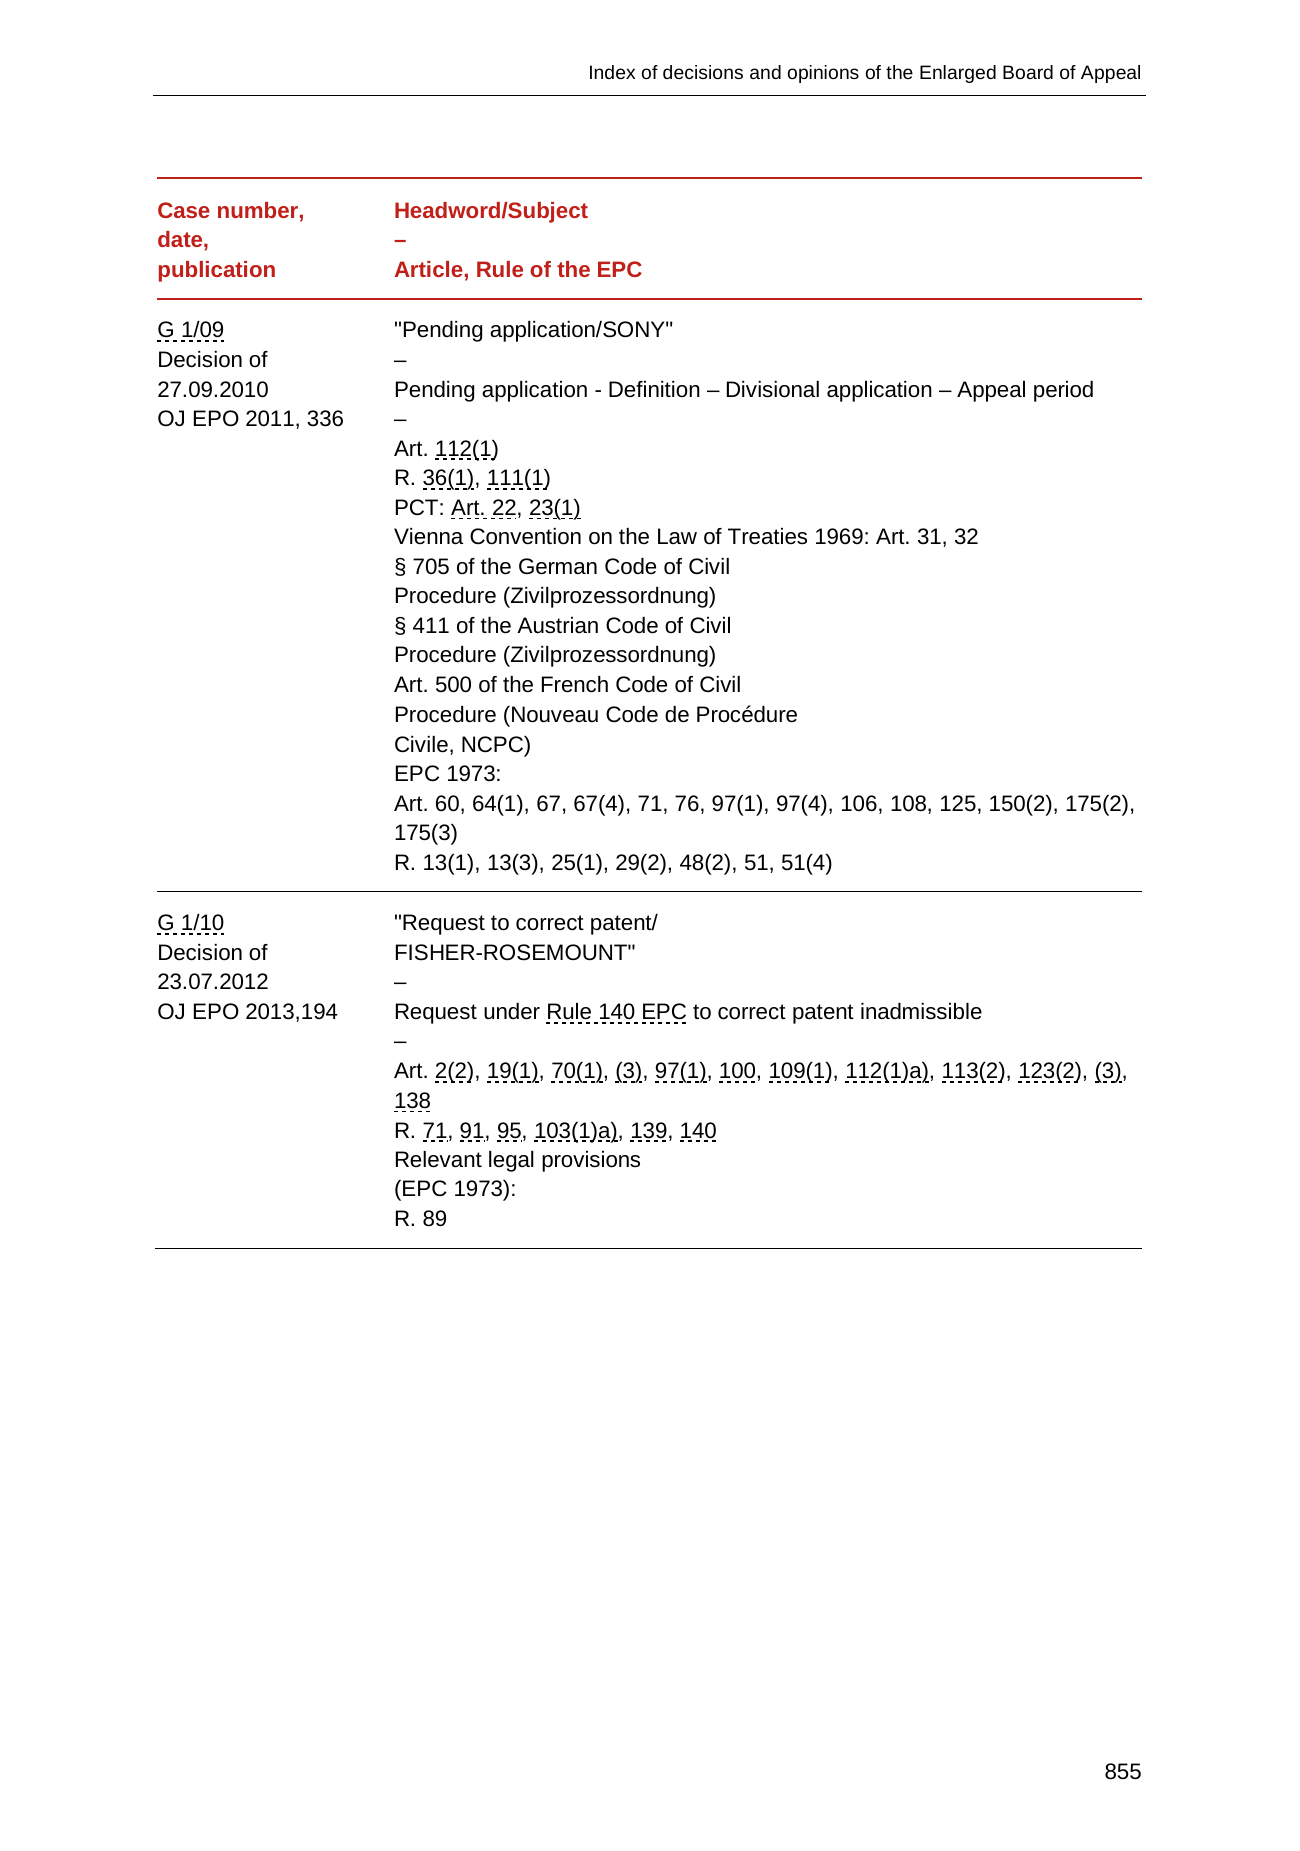 Index of decisions and opinions of the Enlarged Board of Appeal
Case number,
date,
publication
Headword/Subject
–
Article, Rule of the EPC
G 1/09
Decision of
27.09.2010
OJ EPO 2011, 336
"Pending application/SONY"
–
Pending application - Definition – Divisional application – Appeal period
–
Art. 112(1)
R. 36(1), 111(1)
PCT: Art. 22, 23(1)
Vienna Convention on the Law of Treaties 1969: Art. 31, 32
§ 705 of the German Code of Civil
Procedure (Zivilprozessordnung)
§ 411 of the Austrian Code of Civil
Procedure (Zivilprozessordnung)
Art. 500 of the French Code of Civil
Procedure (Nouveau Code de Procédure
Civile, NCPC)
EPC 1973:
Art. 60, 64(1), 67, 67(4), 71, 76, 97(1), 97(4), 106, 108, 125, 150(2), 175(2),
175(3)
R. 13(1), 13(3), 25(1), 29(2), 48(2), 51, 51(4)
G 1/10
Decision of
23.07.2012
OJ EPO 2013,194
"Request to correct patent/
FISHER-ROSEMOUNT"
–
Request under Rule 140 EPC to correct patent inadmissible
–
Art. 2(2), 19(1), 70(1), (3), 97(1), 100, 109(1), 112(1)a), 113(2), 123(2), (3),
138
R. 71, 91, 95, 103(1)a), 139, 140
Relevant legal provisions
(EPC 1973):
R. 89
855